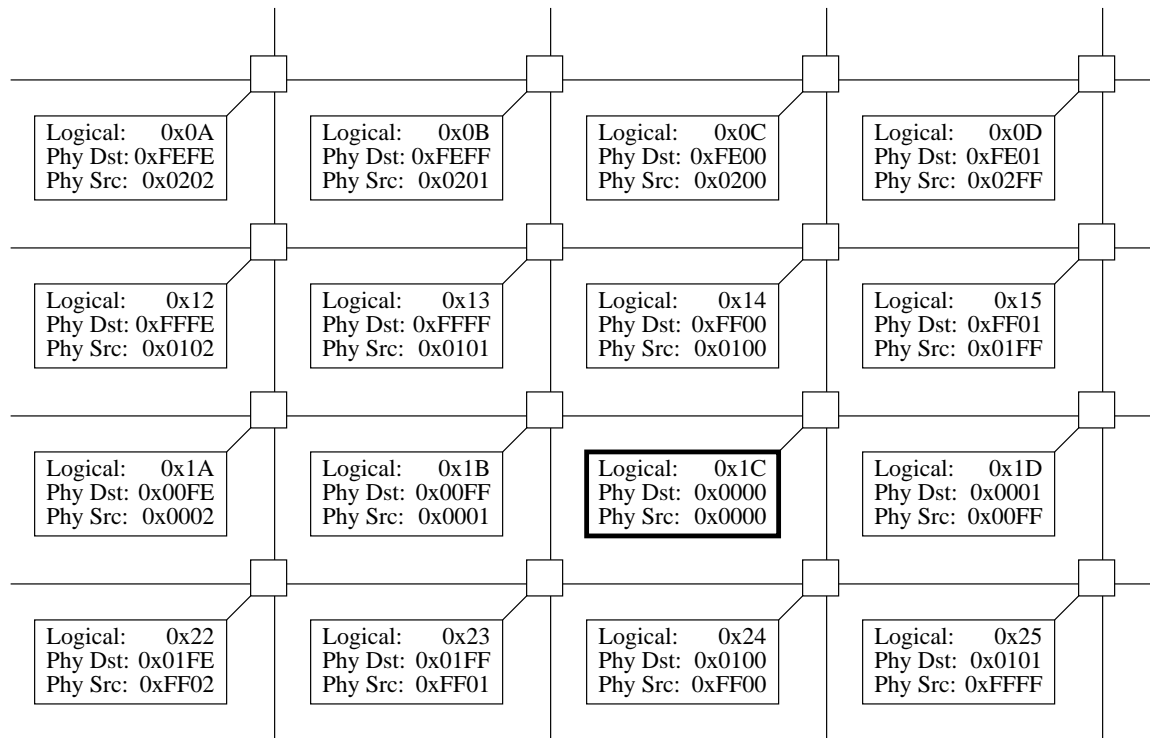 Logical: 0x0A
Phy Dst: 0xFEFE
Phy Src: 0x0202
Logical: 0x0B
Phy Dst: 0xFEFF
Phy Src: 0x0201
Logical: 0x0C
Phy Dst: 0xFE00
Phy Src: 0x0200
Logical: 0x0D
Phy Dst: 0xFE01
Phy Src: 0x02FF
Logical: 0x12
Phy Dst: 0xFFFE
Phy Src: 0x0102
Logical: 0x13
Phy Dst: 0xFFFF
Phy Src: 0x0101
Logical: 0x14
Phy Dst: 0xFF00
Phy Src: 0x0100
Logical: 0x15
Phy Dst: 0xFF01
Phy Src: 0x01FF
Logical: 0x1A
Phy Dst: 0x00FE
Phy Src: 0x0002
Logical: 0x1B
Phy Dst: 0x00FF
Phy Src: 0x0001
Logical: 0x1C
Phy Dst: 0x0000
Phy Src: 0x0000
Logical: 0x1D
Phy Dst: 0x0001
Phy Src: 0x00FF
Logical: 0x22
Phy Dst: 0x01FE
Phy Src: 0xFF02
Logical: 0x23
Phy Dst: 0x01FF
Phy Src: 0xFF01
Logical: 0x24
Phy Dst: 0x0100
Phy Src: 0xFF00
Logical: 0x25
Phy Dst: 0x0101
Phy Src: 0xFFFF